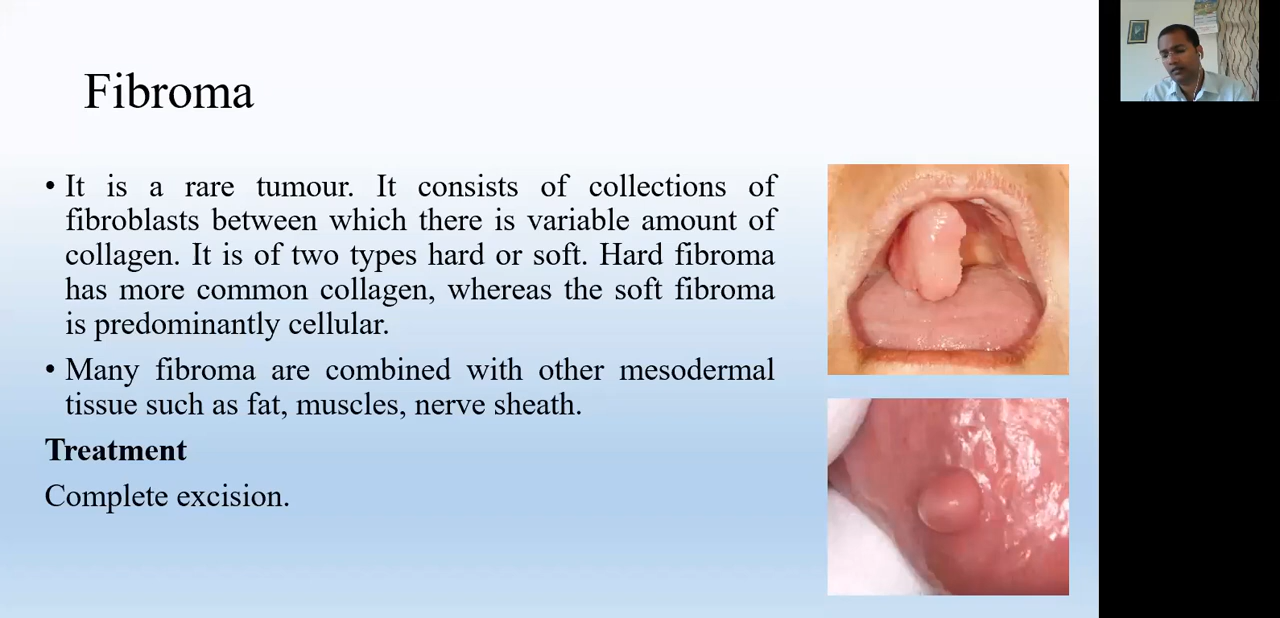 Fibroma
• It is a rare tumour. It consists of collections of
fibroblasts between which there is variable amount of
collagen. It is of two types hard or soft. Hard fibroma
has more common collagen, whereas the soft fibroma
is predominantly cellular.
• Many fibroma are combined with other mesodermal
tissue such as fat, muscles, nerve sheath.
Treatment
Complete excision.